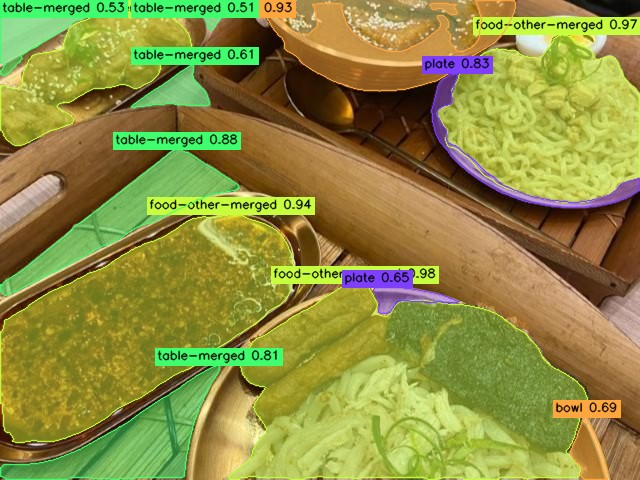 table-merged 0.53
table-merged 0.51
0.93
food-other-merged 0.97
table-merged 0.61
plate 0.83
table-merged 0.88
food-other-merged 0.94
food-other 0.98
plate 0.65
table-merged 0.81
bowl 0.69